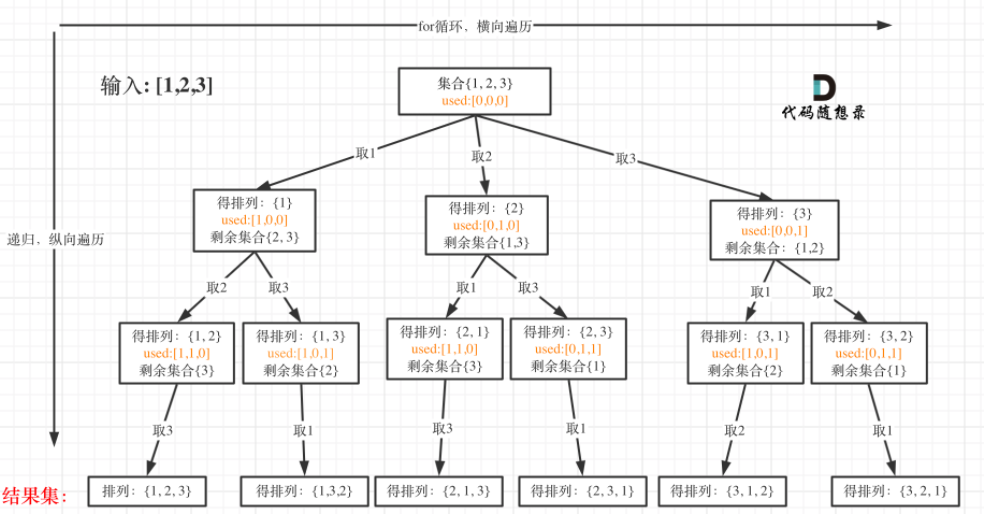 for循环，横向遍历
输入: [1,2,3]
集合{1, 2, 3}
used:[0,0,0]
代码随想录
取1
取2
取3
递归，纵向遍历
得排列：{1}
used:[1,0,0]
剩余集合{2, 3}
得排列：{2}
used:[0,1,0]
剩余集合{1,3}
得排列：{3}
used:[0,0,1]
剩余集合：{1,2}
取2
取3
取1
取3
取1
取2
得排列：{1, 2}
used:[1,1,0]
剩余集合{3}
得排列：{1,3}
used:[1,0,1]
剩余集合{2}
得排列：{2, 1}
used:[1,1,0]
剩余集合{3}
得排列：{2, 3}
used:[0,1,1]
剩余集合{1}
得排列：{3, 1}
used:[1,0,1]
剩余集合{2}
得排列：{3, 2}
used:[0,1,1]
剩余集合{1}
取3
取1
取3
取1
取2
取1
结果集：
排列：{1, 2, 3}
得排列：{1,3,2}
得排列：{2, 1, 3}
得排列：{2, 3, 1}
得排列：{3, 1, 2}
得排列：{3, 2, 1}